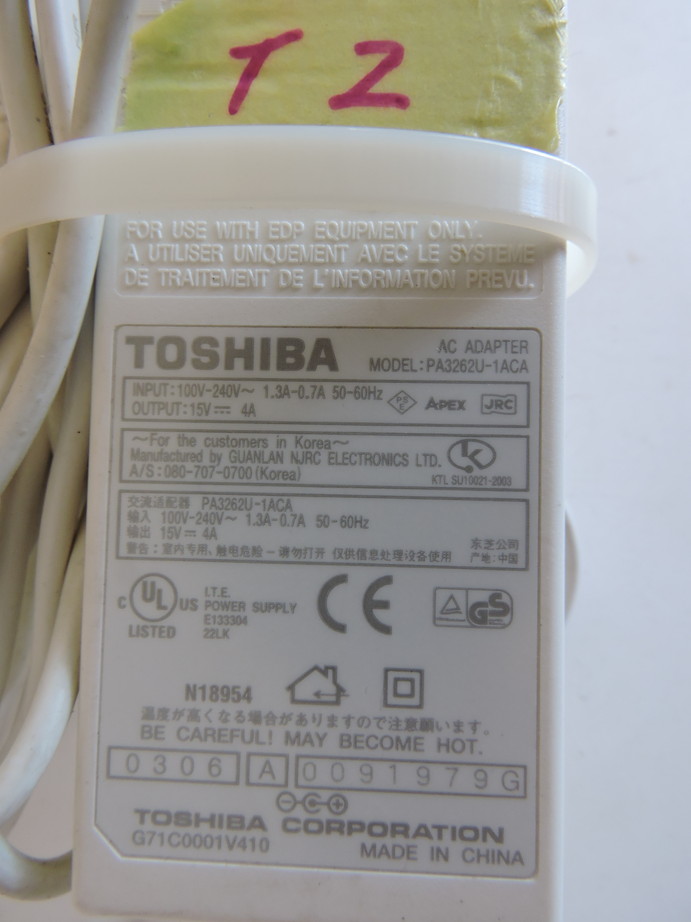 T2
FOR USE WITH EDP EQUIPMENT ONLY.
A UTILISER UNIQUEMENT AVEC LE SYSTEME
DE TRAITEMENT DE L'INFORMATION PREVU.
TOSHIBA
AC ADAPTER
MODEL:PA3262U-1ACA
INPUT:100V-240V~ 1.3A-0.7A 50-60Hz
OUTPUT:15V⎓ 4A
PSE APEX JRC
~For the customers in Korea~
Manufactured by GUANLAN NJRC ELECTRONICS LTD.
A/S:080-707-0700(Korea)
KTL SU10021-2003
交流适配器 PA3262U-1ACA
输入 100V-240V~ 1.3A-0.7A 50-60Hz
输出 15V⎓ 4A
警告:室内专用,触电危险-请勿打开 仅供信息处理设备使用
东芝公司
产地:中国
C UL US
LISTED
I.T.E.
POWER SUPPLY
E133304
22LK
CE
GS
N18954
温度が高くなる場合がありますので注意願います。
BE CAREFUL! MAY BECOME HOT.
0306 A 0091979G
TOSHIBA CORPORATION
G71C0001V410
MADE IN CHINA